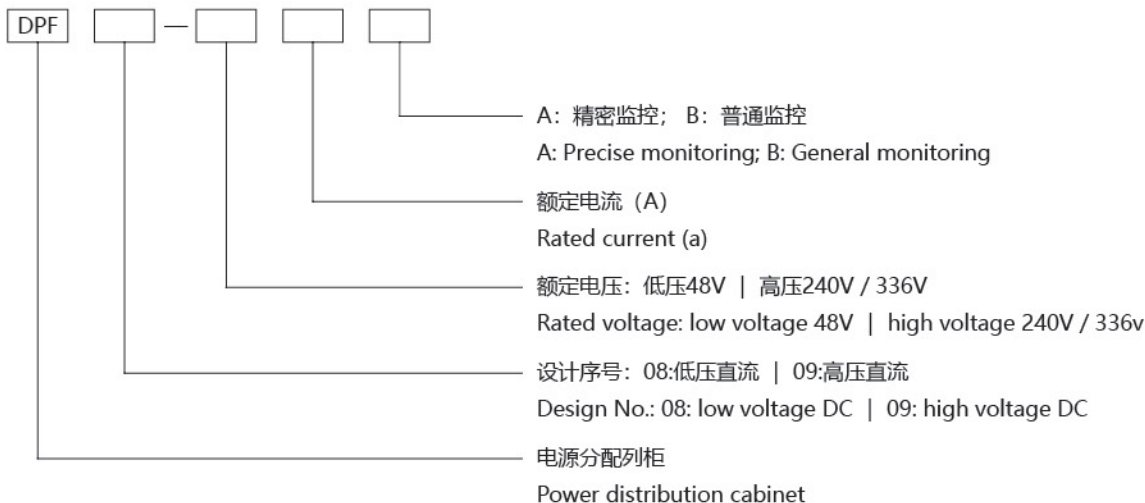 DPF —
A：精密监控； B：普通监控
A: Precise monitoring; B: General monitoring
额定电流（A）
Rated current (a)
额定电压：低压48V | 高压240V / 336V
Rated voltage: low voltage 48V | high voltage 240V / 336v
设计序号：08:低压直流 | 09:高压直流
Design No.: 08: low voltage DC | 09: high voltage DC
电源分配列柜
Power distribution cabinet